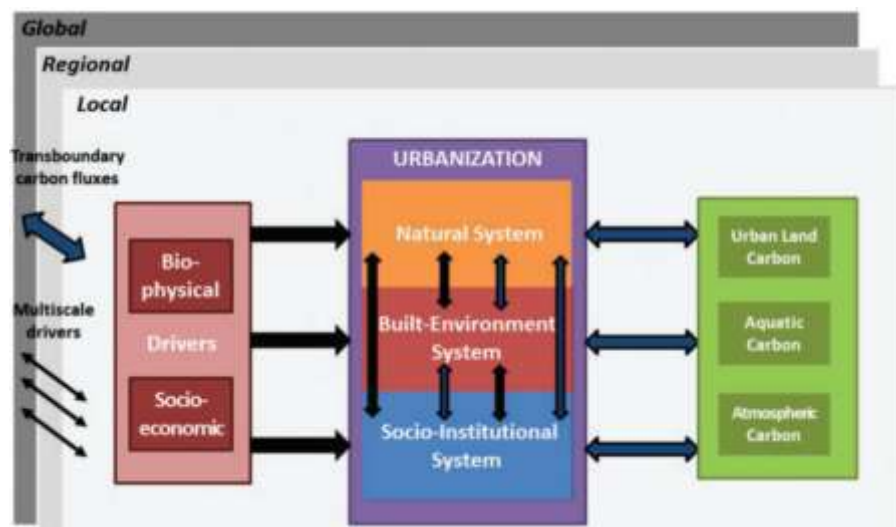 Global
Regional
Local
Transboundary
carbon fluxes
Multiscale
drivers
Bio-
physical
Drivers
Socio-
economic
URBANIZATION
Natural System
Built-Environment
System
Socio-Institutional
System
Urban Land
Carbon
Aquatic
Carbon
Atmospheric
Carbon